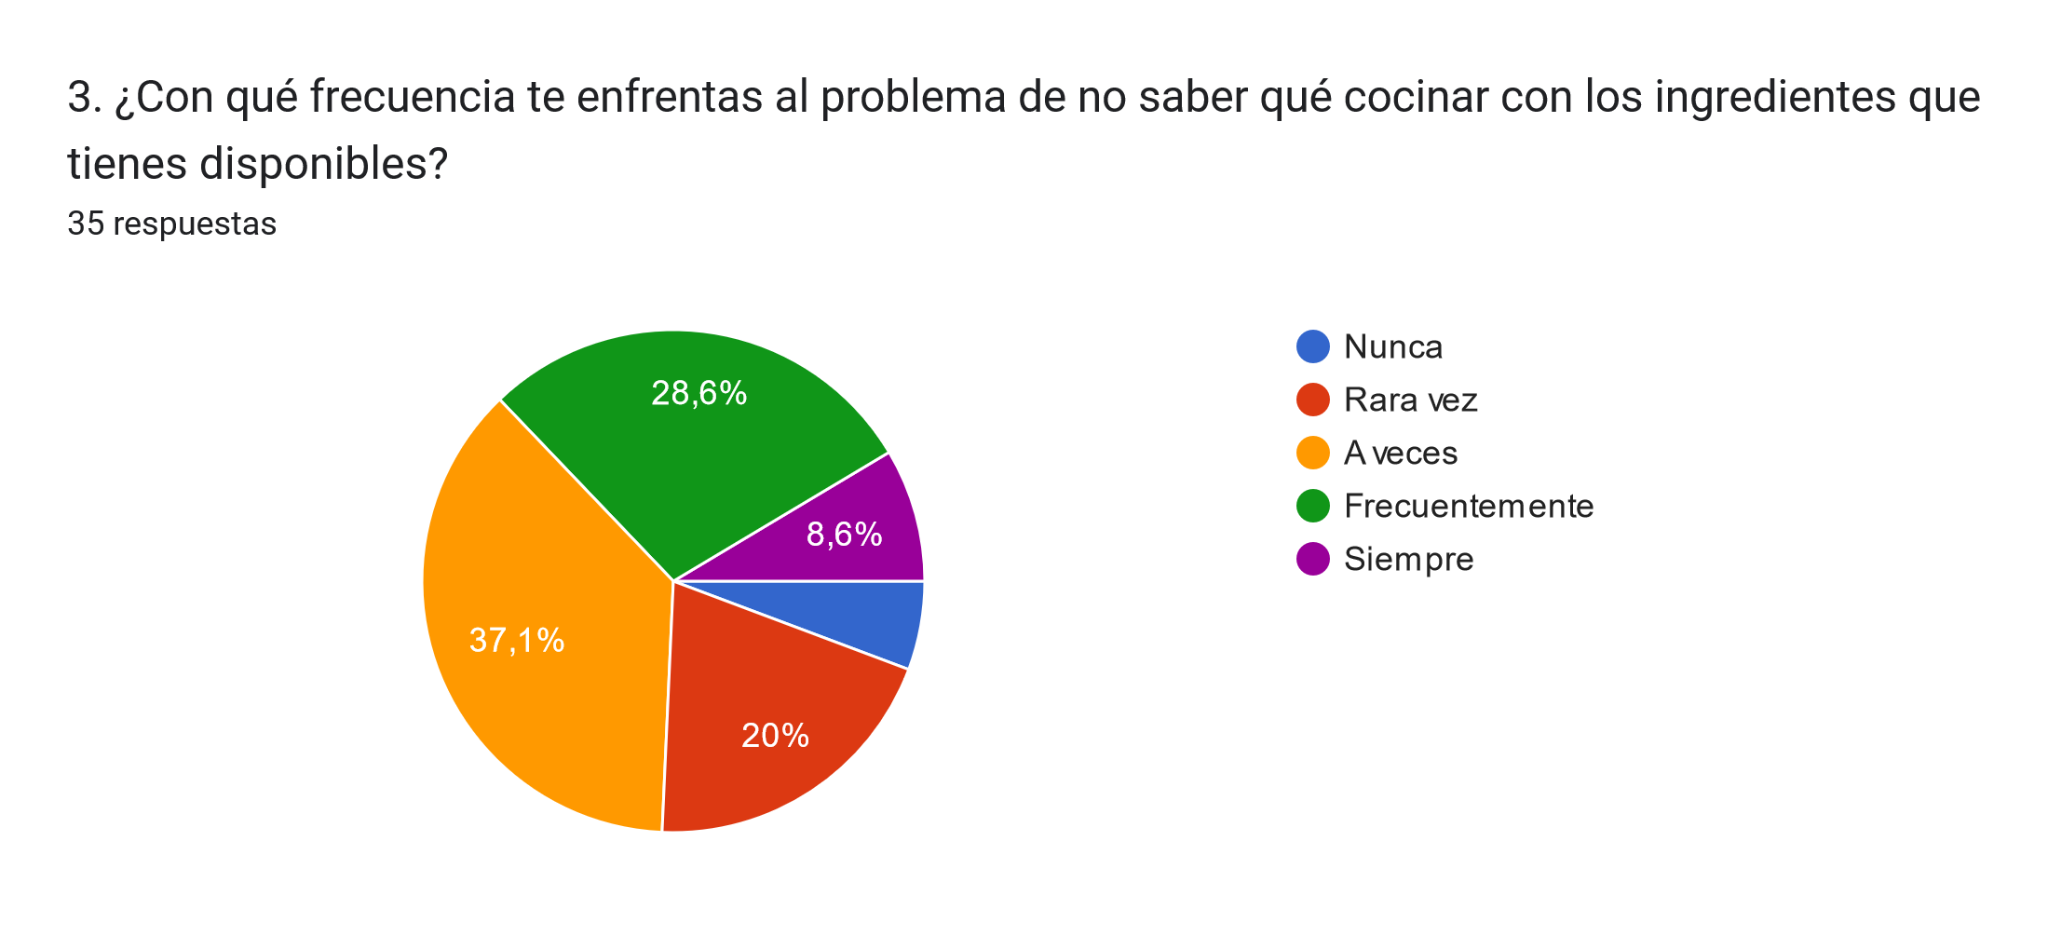 3. ¿Con qué frecuencia te enfrentas al problema de no saber qué cocinar con los ingredientes que
tienes disponibles?
35 respuestas
28,6%
8,6%
37,1%
20%
Nunca
Rara vez
A veces
Frecuentemente
Siempre